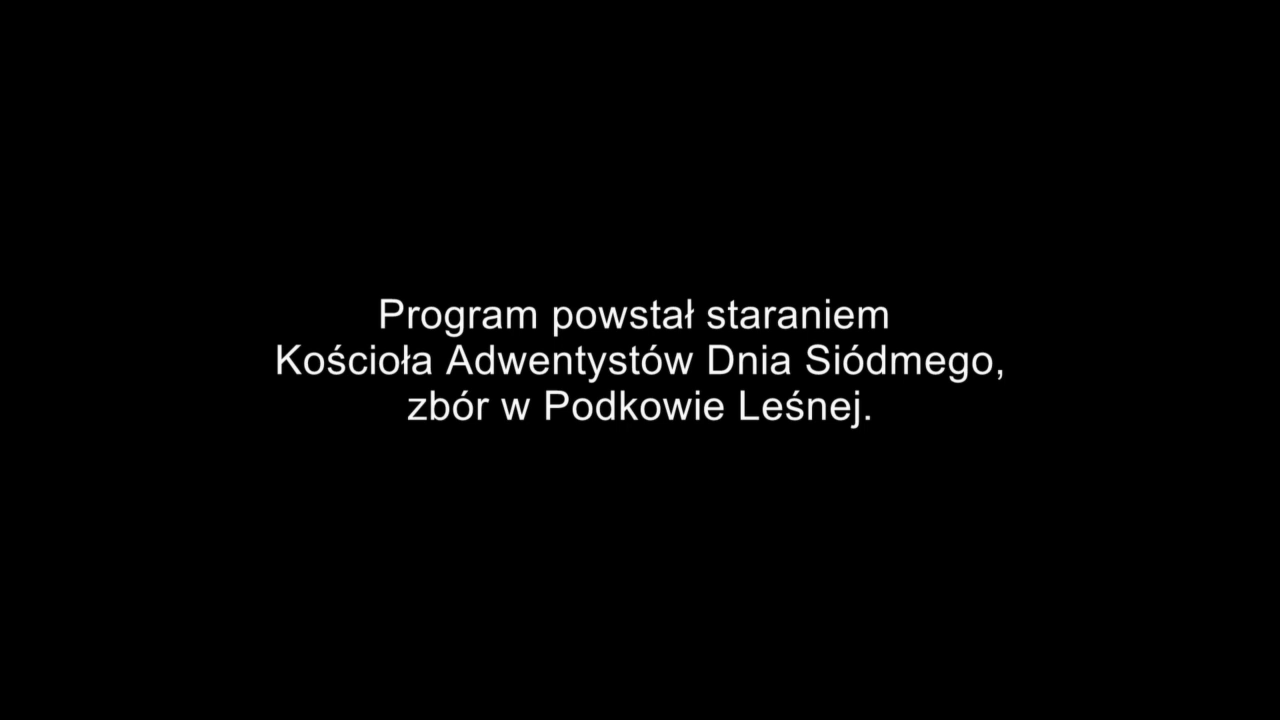 Program powstał staraniem
Kościoła Adwentystów Dnia Siódmego,
zbór w Podkowie Leśnej.